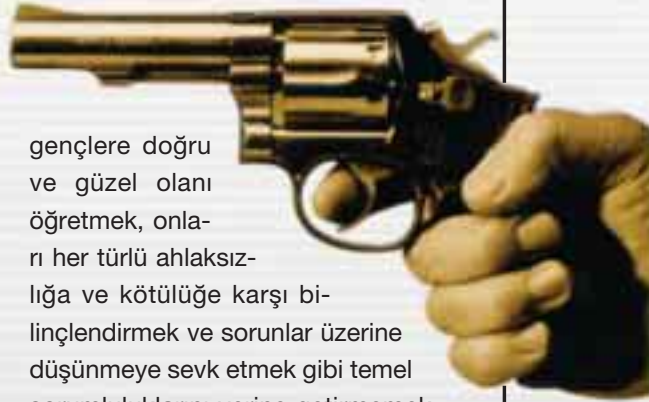 gençlere doğru
ve güzel olanı
öğretmek, onla-
rı her türlü ahlaksız-
lığa ve kötülüğe karşı bi-
linçlendirmek ve sorunlar üzerine
düşünmeye sevk etmek gibi temel